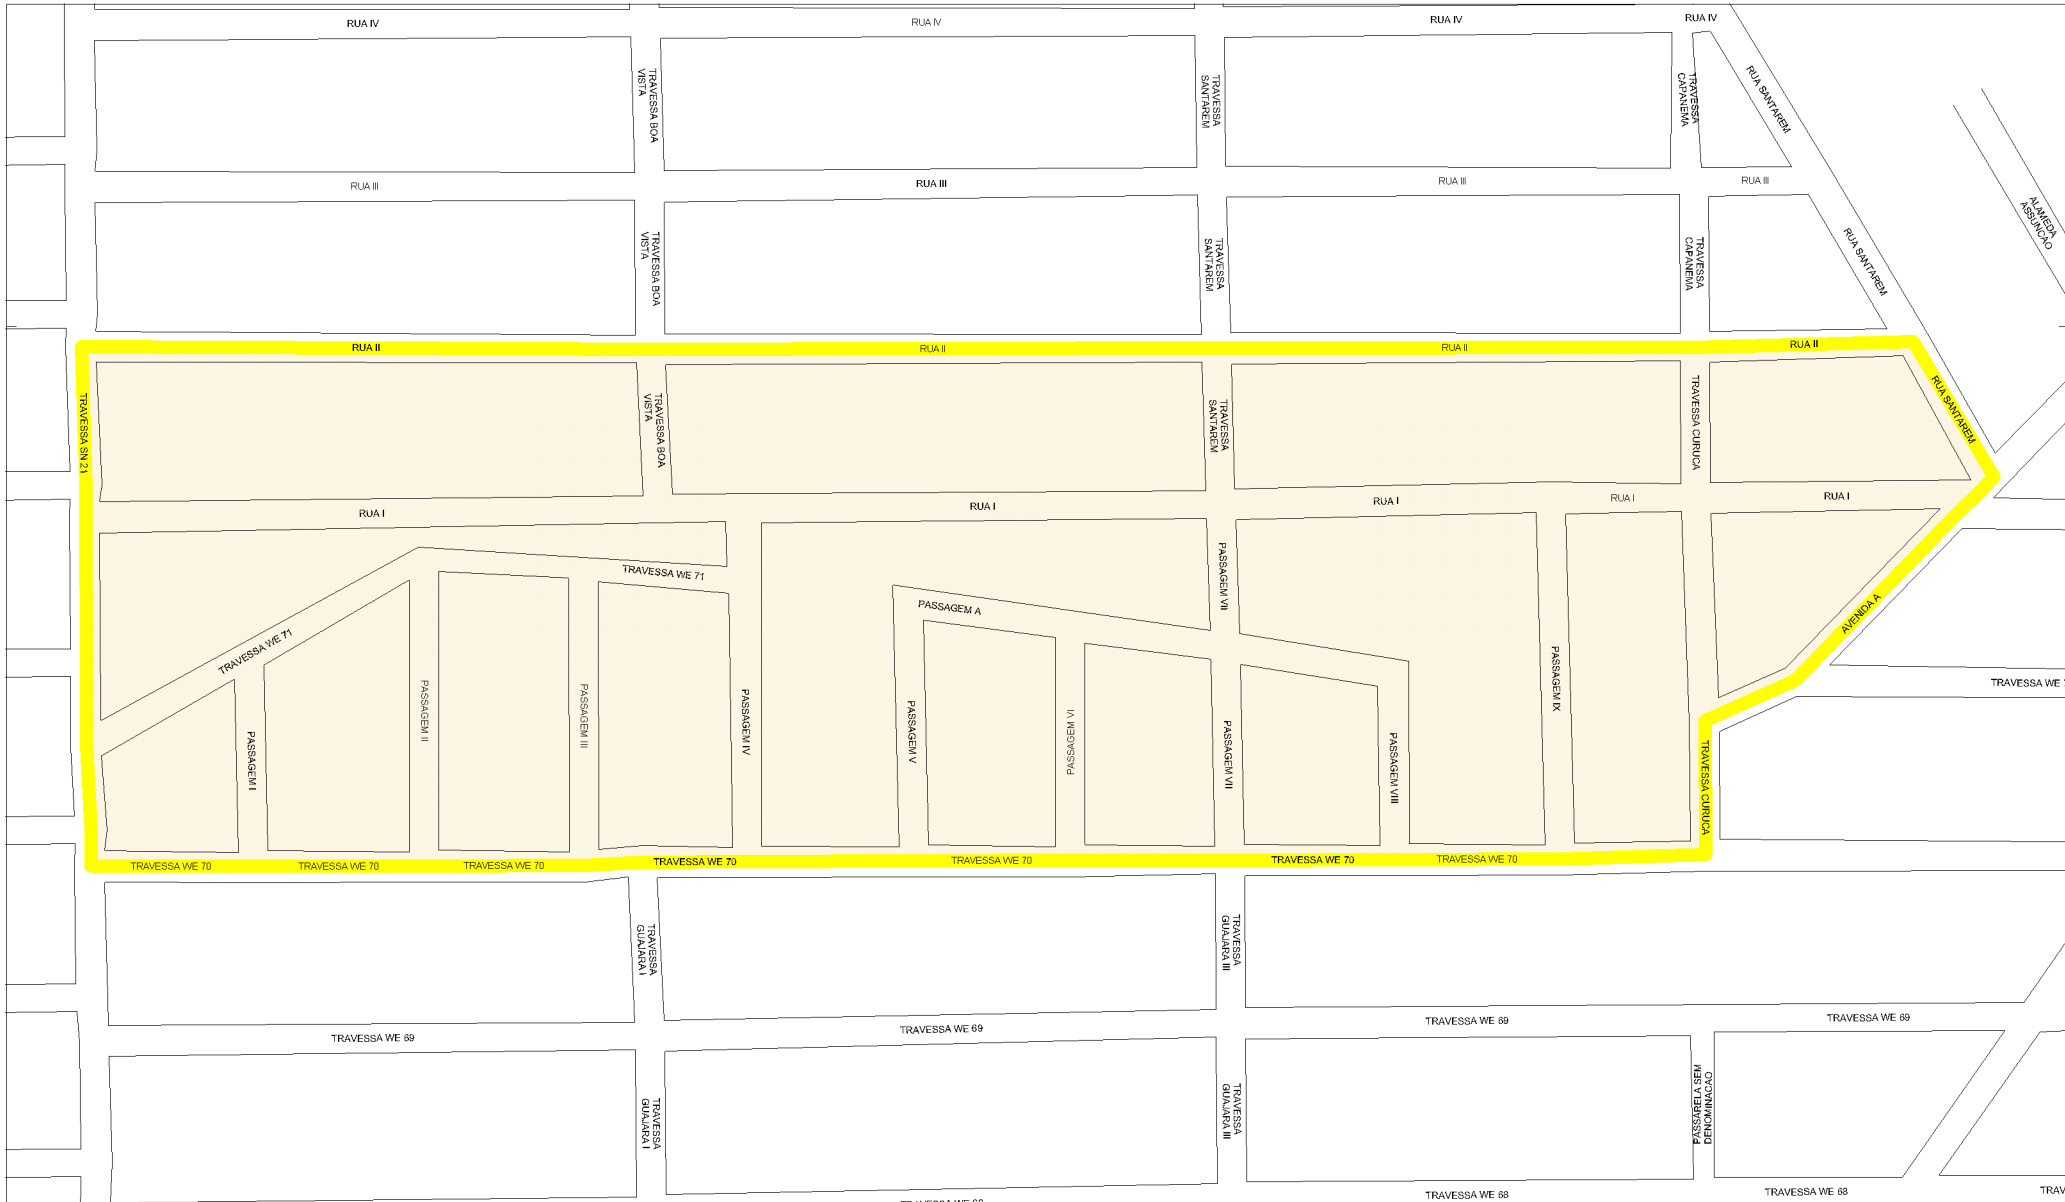 RUA IV
RUA IV
RUA IV
RUA IV
TRAVESSA BOA
VISTA
TRAVESSA
SANTAREM
TRAVESSA
CAPANEMA
RUA SANTAREM
RUA III
RUA III
RUA III
RUA III
TRAVESSA BOA
VISTA
TRAVESSA
SANTAREM
TRAVESSA
CAPANEMA
RUA SANTAREM
ALAMEDA
ASSUNCAO
RUA II
RUA II
RUA II
RUA II
TRAVESSA SN 21
TRAVESSA BOA
VISTA
TRAVESSA
SANTAREM
TRAVESSA CURUCA
RUA SANTAREM
RUA I
RUA I
RUA I
RUA I
RUA I
TRAVESSA WE 71
PASSAGEM VII
PASSAGEM A
AVENIDA A
TRAVESSA WE 71
PASSAGEM IX
TRAVESSA WE
PASSAGEM I
PASSAGEM II
PASSAGEM III
PASSAGEM IV
PASSAGEM V
PASSAGEM VI
PASSAGEM VII
PASSAGEM VIII
TRAVESSA CURUCA
TRAVESSA WE 70
TRAVESSA WE 70
TRAVESSA WE 70
TRAVESSA WE 70
TRAVESSA WE 70
TRAVESSA WE 70
TRAVESSA WE 70
TRAVESSA
GUAJARA I
TRAVESSA
GUAJARA III
TRAVESSA WE 69
TRAVESSA WE 69
TRAVESSA WE 69
TRAVESSA WE 69
TRAVESSA
GUAJARA I
TRAVESSA
GUAJARA III
PASSARELA SEM
DENOMINACAO
TRAVESSA WE 68
TRAVESSA WE 68
TRAV